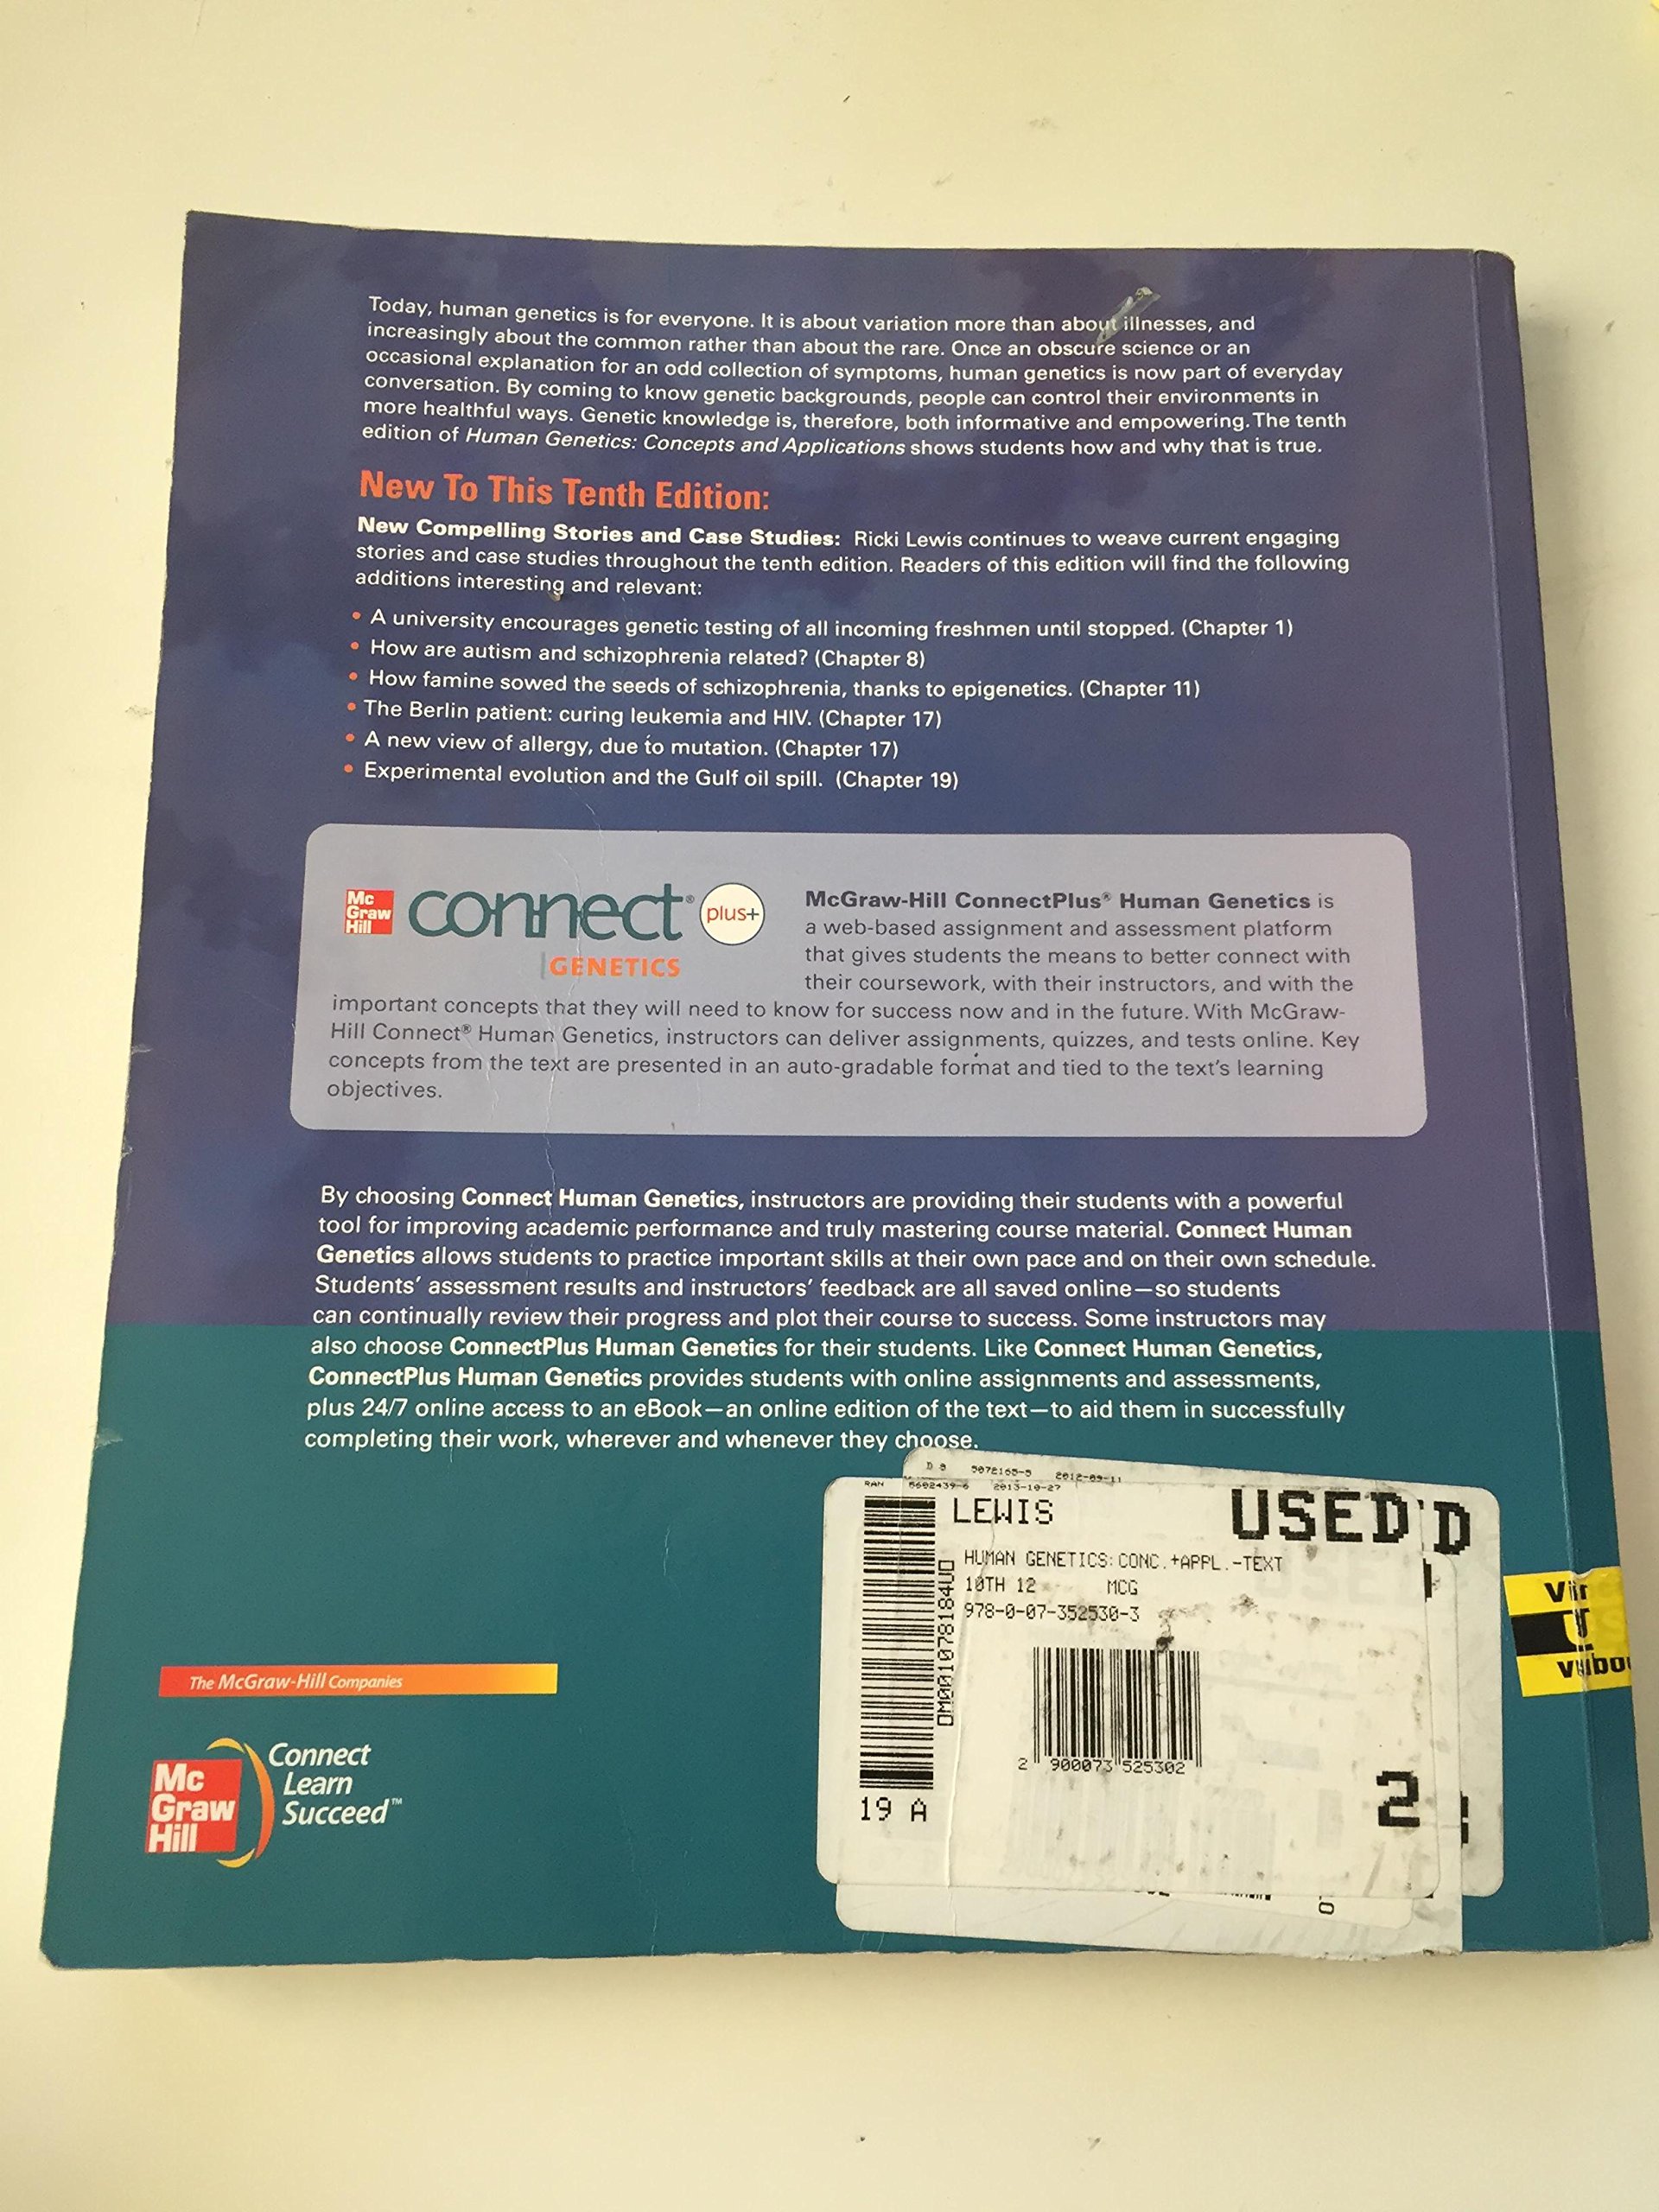 Today, human genetics is for everyone. It is about variation more than about illnesses, and
increasingly about the common rather than about the rare. Once an obscure science or an
occasional explanation for an odd collection of symptoms, human genetics is now part of everyday
conversation. By coming to know genetic backgrounds, people can control their environments in
more healthful ways. Genetic knowledge is, therefore, both informative and empowering. The tenth
edition of Human Genetics: Concepts and Applications shows students how and why that is true.
New To This Tenth Edition:
New Compelling Stories and Case Studies: Ricki Lewis continues to weave current engaging
stories and case studies throughout the tenth edition. Readers of this edition will find the following
additions interesting and relevant:
• A university encourages genetic testing of all incoming freshmen until stopped. (Chapter 1)
• How are autism and schizophrenia related? (Chapter 8)
• How famine sowed the seeds of schizophrenia, thanks to epigenetics. (Chapter 11)
• The Berlin patient: curing leukemia and HIV. (Chapter 17)
• A new view of allergy, due to mutation. (Chapter 17)
• Experimental evolution and the Gulf oil spill. (Chapter 19)
Mc
Graw
Hill
connect®
plus+
GENETICS
McGraw-Hill ConnectPlus® Human Genetics is
a web-based assignment and assessment platform
that gives students the means to better connect with
their coursework, with their instructors, and with the
important concepts that they will need to know for success now and in the future. With McGraw-
Hill Connect® Human Genetics, instructors can deliver assignments, quizzes, and tests online. Key
concepts from the text are presented in an auto-gradable format and tied to the text's learning
objectives.
By choosing Connect Human Genetics, instructors are providing their students with a powerful
tool for improving academic performance and truly mastering course material. Connect Human
Genetics allows students to practice important skills at their own pace and on their own schedule.
Students' assessment results and instructors' feedback are all saved online—so students
can continually review their progress and plot their course to success. Some instructors may
also choose ConnectPlus Human Genetics for their students. Like Connect Human Genetics,
ConnectPlus Human Genetics provides students with online assignments and assessments,
plus 24/7 online access to an eBook—an online edition of the text—to aid them in successfully
completing their work, wherever and whenever they choose.
D 9 5072165-5 2012-09-11
RAN 5602439-6 2013-10-27
LEWIS
USED D
HUMAN GENETICS:CONC.+APPL.-TEXT
10TH 12 MCG
978-0-07-352530-3
DM001078184UD
2 900073 525302
19 A
2
The McGraw-Hill Companies
Mc
Graw
Hill
Connect
Learn
Succeed™